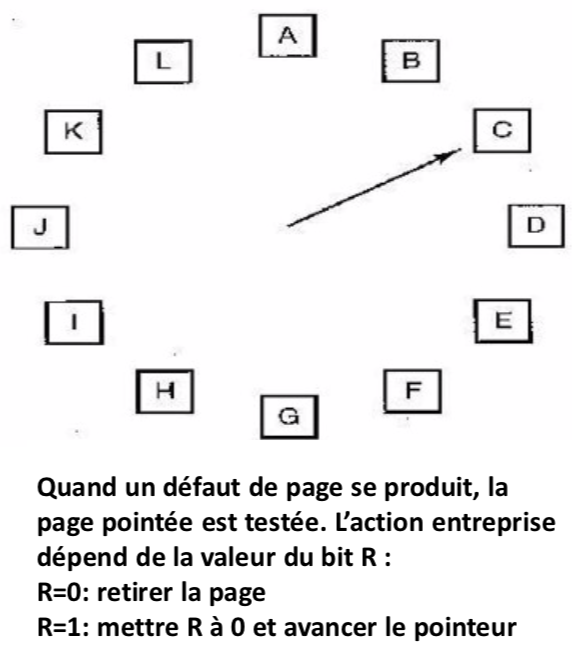 A
L
B
K
C
J
D
I
E
H
F
G
Quand un défaut de page se produit, la
page pointée est testée. L’action entreprise
dépend de la valeur du bit R :
R=0: retirer la page
R=1: mettre R à 0 et avancer le pointeur